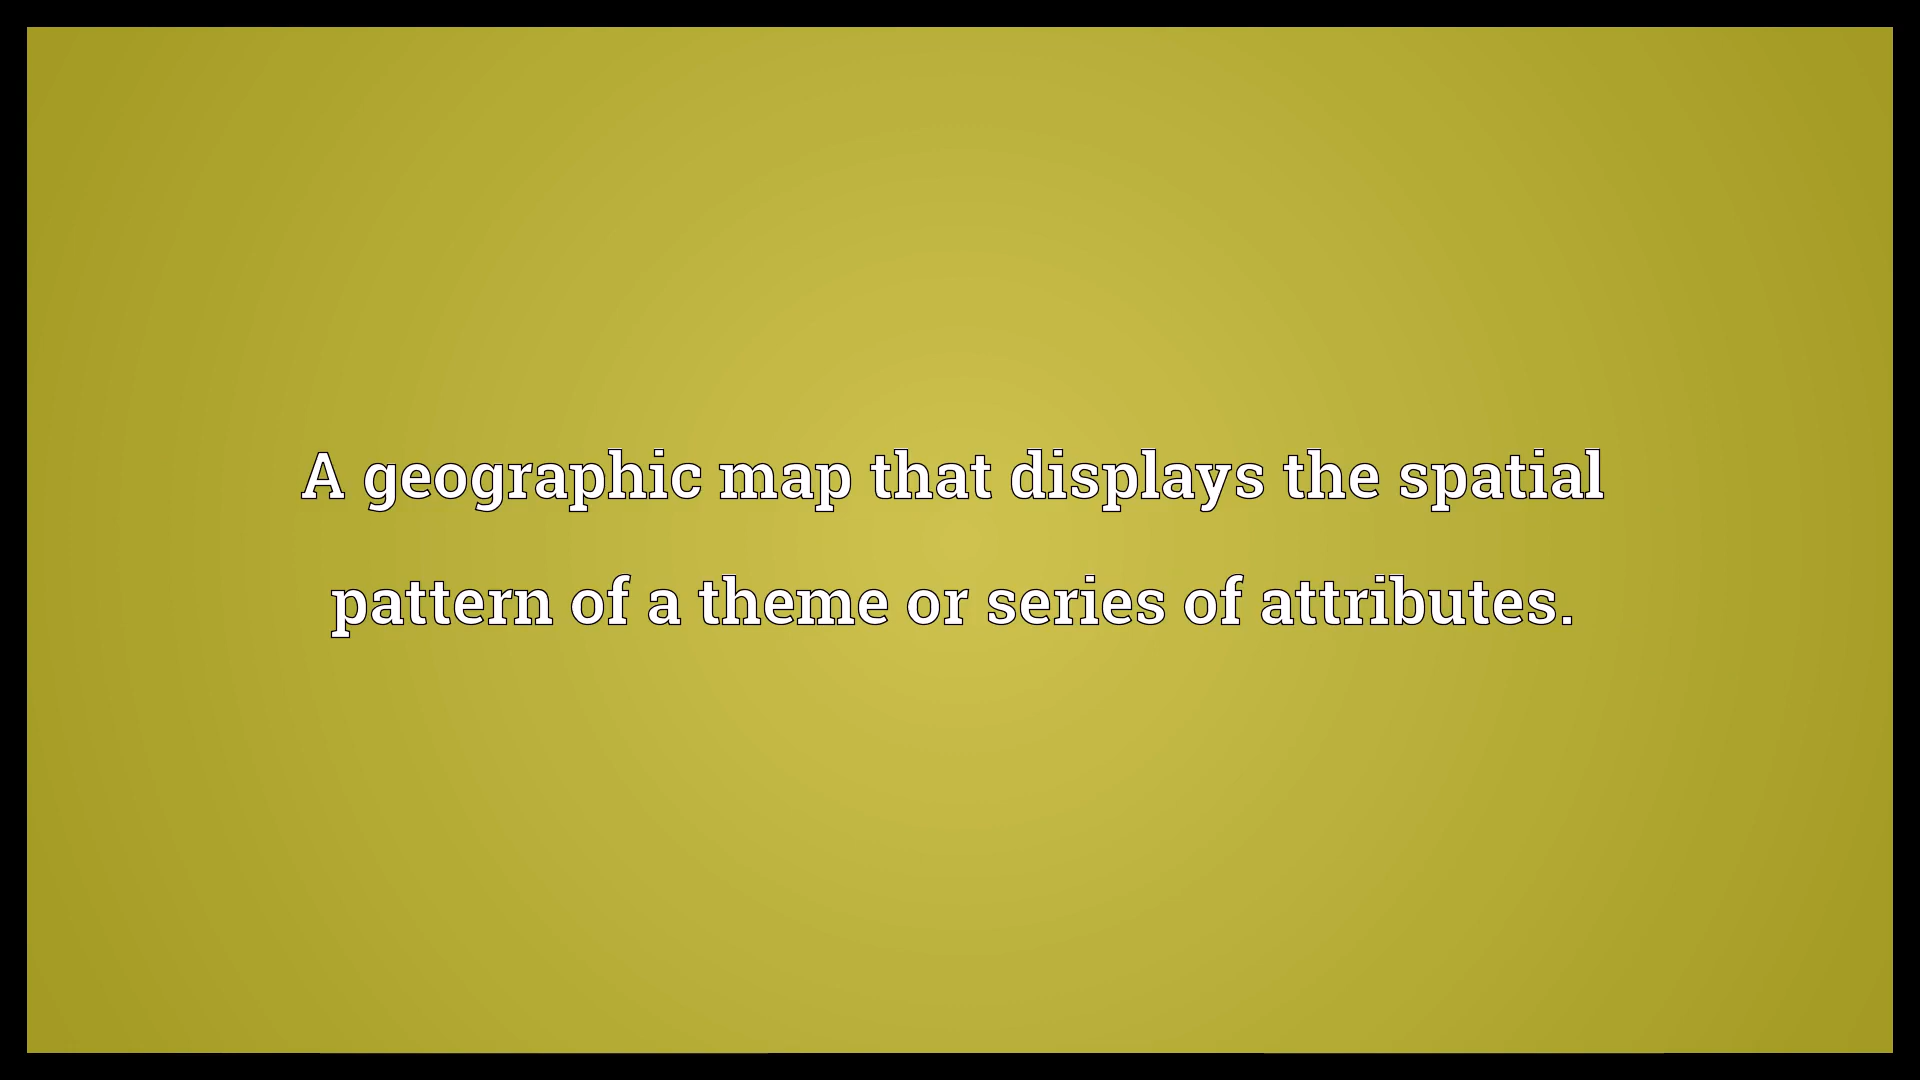 A geographic map that displays the spatial
pattern of a theme or series of attributes.